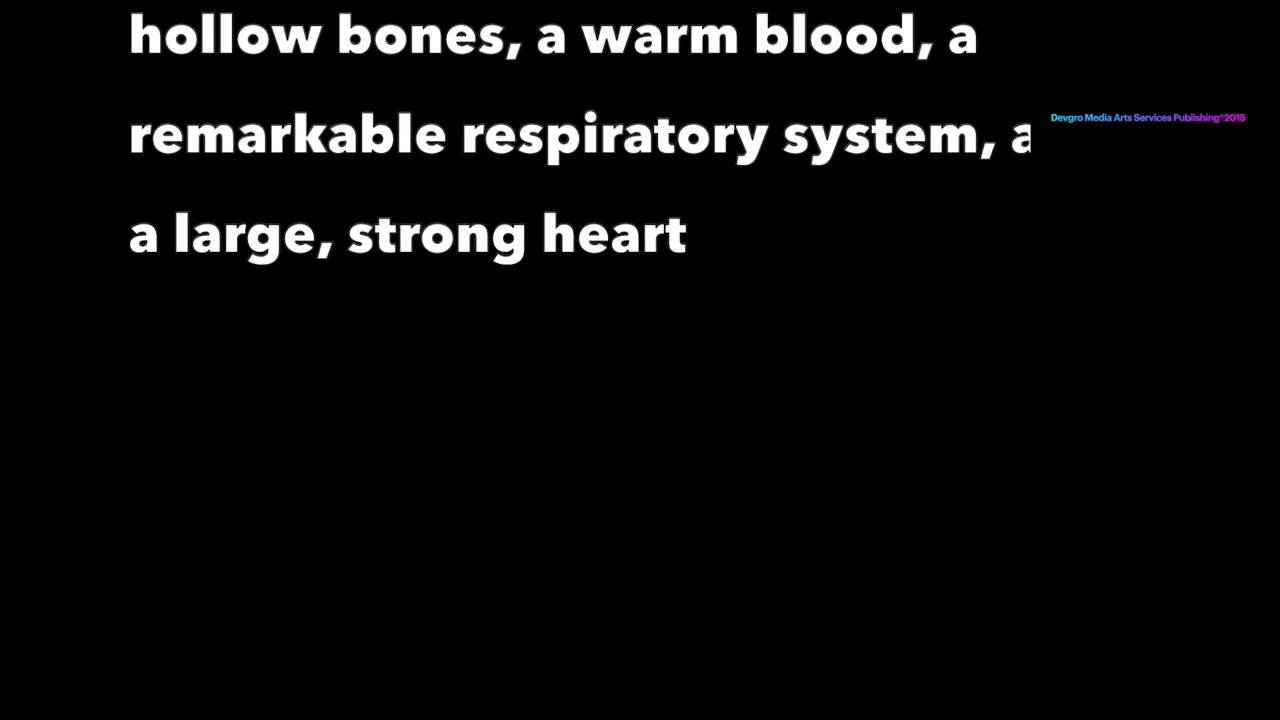 hollow bones, a warm blood, a
remarkable respiratory system, a
a large, strong heart
Devgro Media Arts Services Publishing®2015